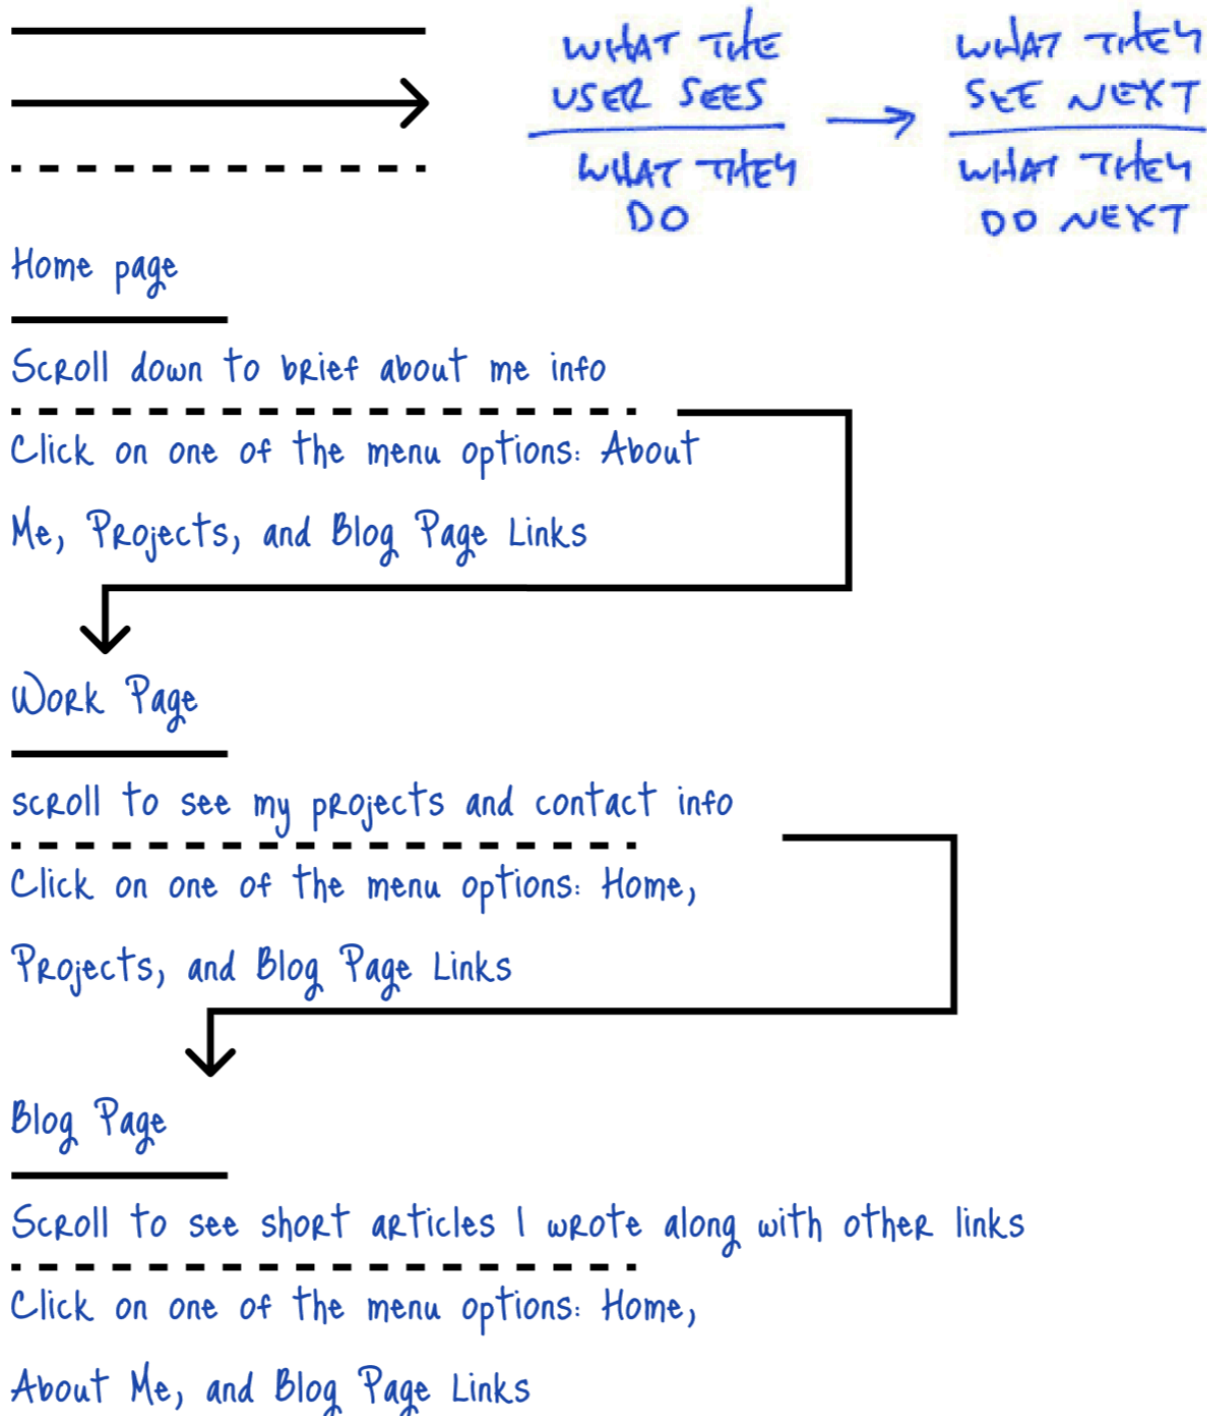 WHAT THE
USER SEES
WHAT THEY
DO
WHAT THEY
SEE NEXT
WHAT THEY
DO NEXT
Home page
Scroll down to brief about me info
Click on one of the menu options: About
Me, Projects, and Blog Page Links
Work Page
scroll to see my projects and contact info
Click on one of the menu options: Home,
Projects, and Blog Page Links
Blog Page
Scroll to see short articles I wrote along with other links
Click on one of the menu options: Home,
About Me, and Blog Page Links